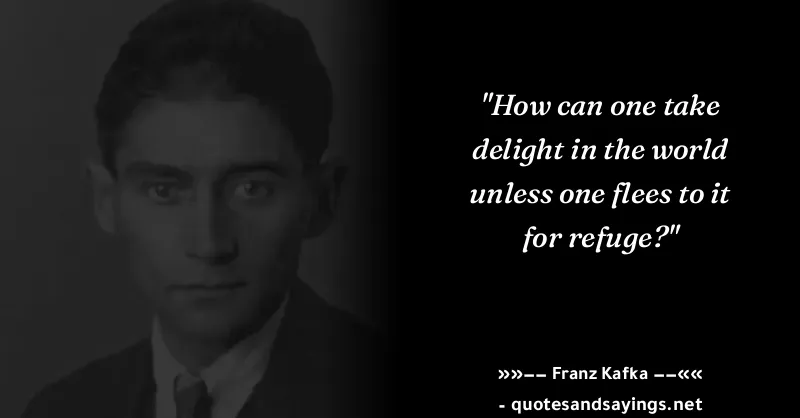 "How can one take
delight in the world
unless one flees to it
for refuge?"
»»–– Franz Kafka ––««
- quotesandsayings.net